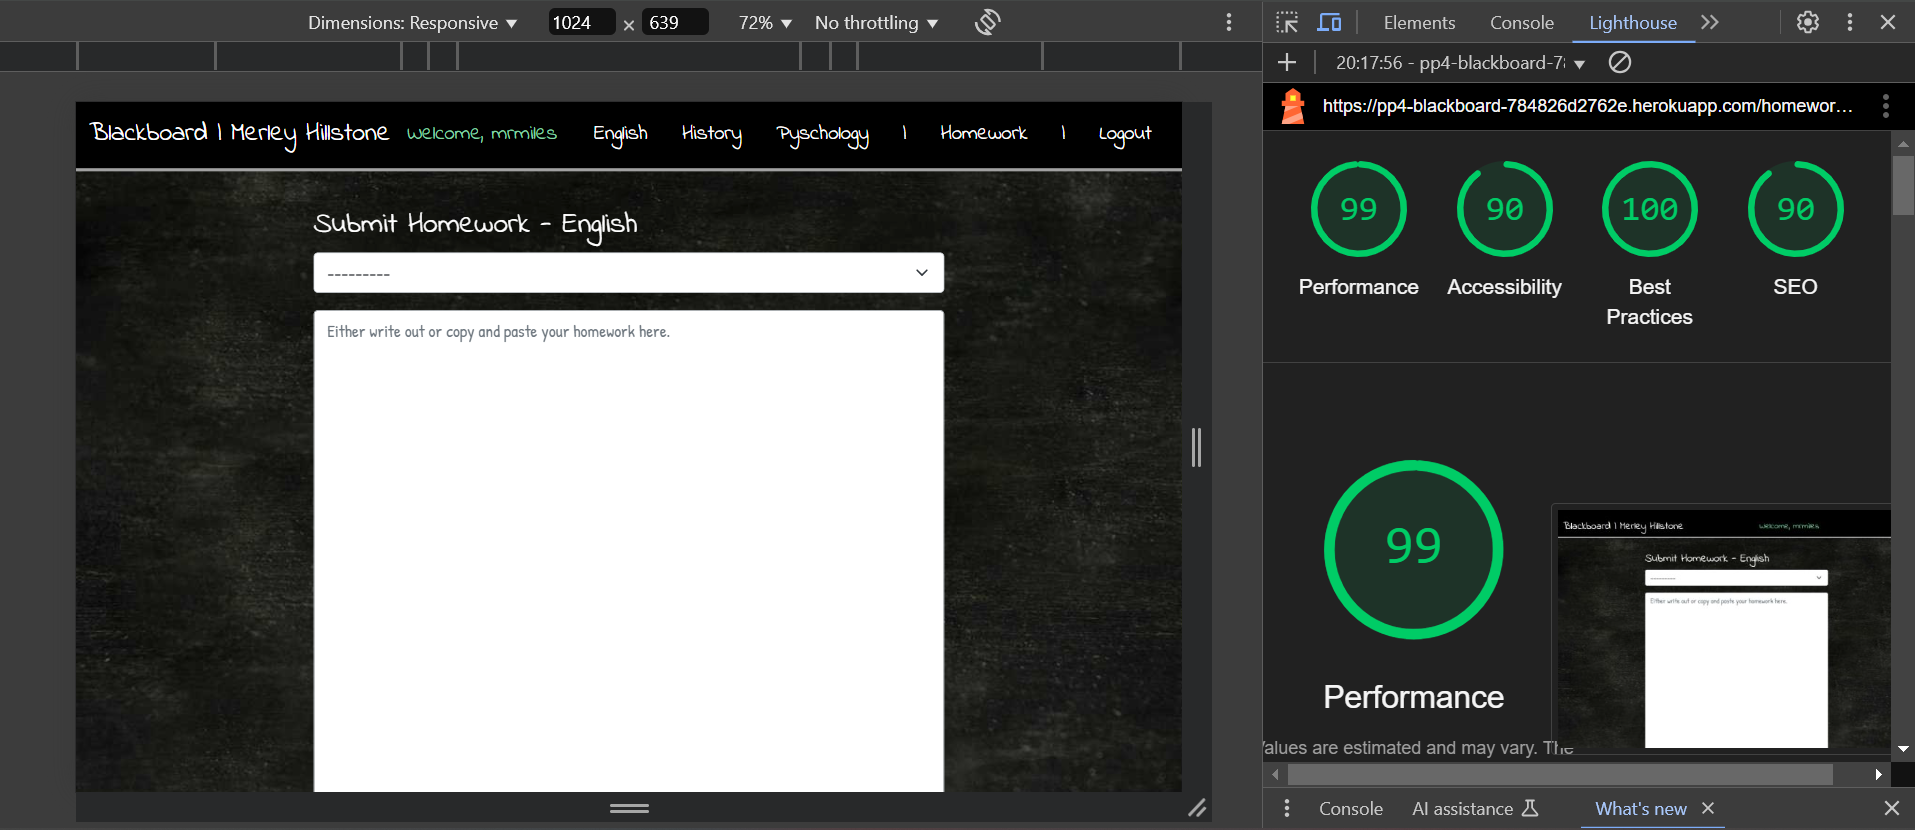 Dimensions: Responsive 1024 × 639 72% No throttling
Elements Console Lighthouse
20:17:56 - pp4-blackboard-78
https://pp4-blackboard-784826d2762e.herokuapp.com/homewor…
Blackboard | Merley Hillstone Welcome, mrmiles English History Pyschology | Homework | Logout
Submit Homework - English
---------
Either write out or copy and paste your homework here.
99 90 100 90
Performance Accessibility Best Practices SEO
99
Performance
Blackboard | Merley Hillstone Welcome, mrmiles
Submit Homework - English
---------
Either write out or copy and paste your homework here.
Values are estimated and may vary. The
Console AI assistance What's new